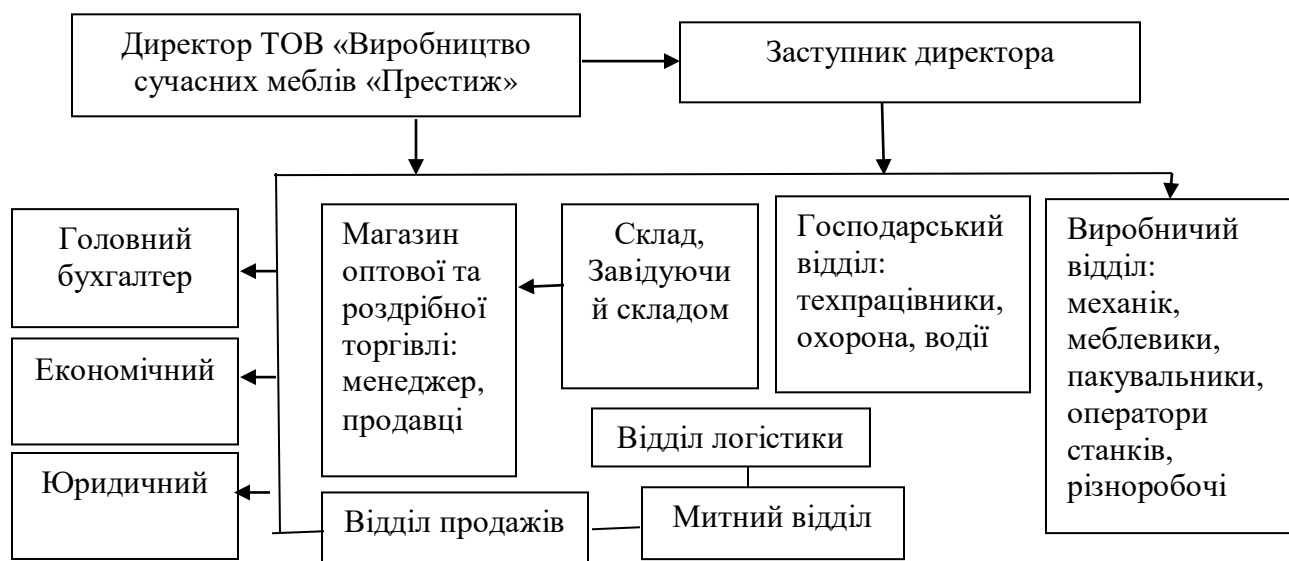 Директор ТОВ «Виробництво
сучасних меблів «Престиж»
Заступник директора
Головний
бухгалтер
Магазин
оптової та
роздрібної
торгівлі:
менеджер,
продавці
Склад,
Завідуючи
й складом
Господарський
відділ:
техпрацівники,
охорона, водії
Виробничий
відділ:
механік,
меблевики,
пакувальники,
оператори
станків,
різноробочі
Економічний
Відділ логістики
Юридичний
Відділ продажів
Митний відділ